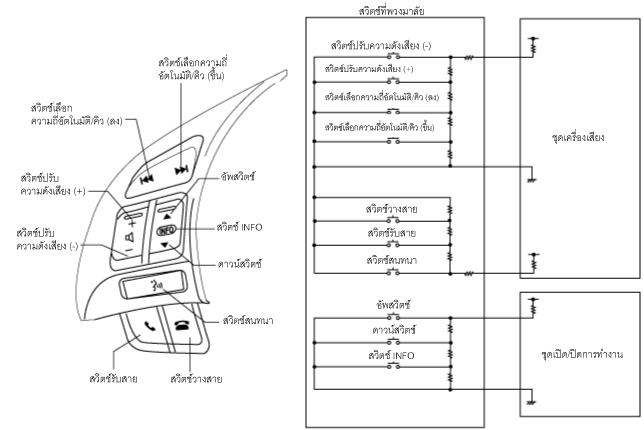 สวิตช์เลือกความถี่
อัตโนมัติ/คิว (ขึ้น)
สวิตช์เลือก
ความถี่อัตโนมัติ/คิว (ลง)
สวิตช์ปรับ
ความดังเสียง (+)
สวิตช์ปรับ
ความดังเสียง (-)
อัพสวิตช์
สวิตช์ INFO
INFO
ดาวน์สวิตช์
สวิตช์สนทนา
สวิตช์รับสาย
สวิตช์วางสาย
สวิตช์ที่พวงมาลัย
สวิตช์ปรับความดังเสียง (-)
สวิตช์ปรับความดังเสียง (+)
สวิตช์เลือกความถี่อัตโนมัติ/คิว (ลง)
สวิตช์เลือกความถี่อัตโนมัติ/คิว (ขึ้น)
สวิตช์วางสาย
สวิตช์รับสาย
สวิตช์สนทนา
อัพสวิตช์
ดาวน์สวิตช์
สวิตช์ INFO
ชุดเครื่องเสียง
ชุดเปิด/ปิดการทำงาน